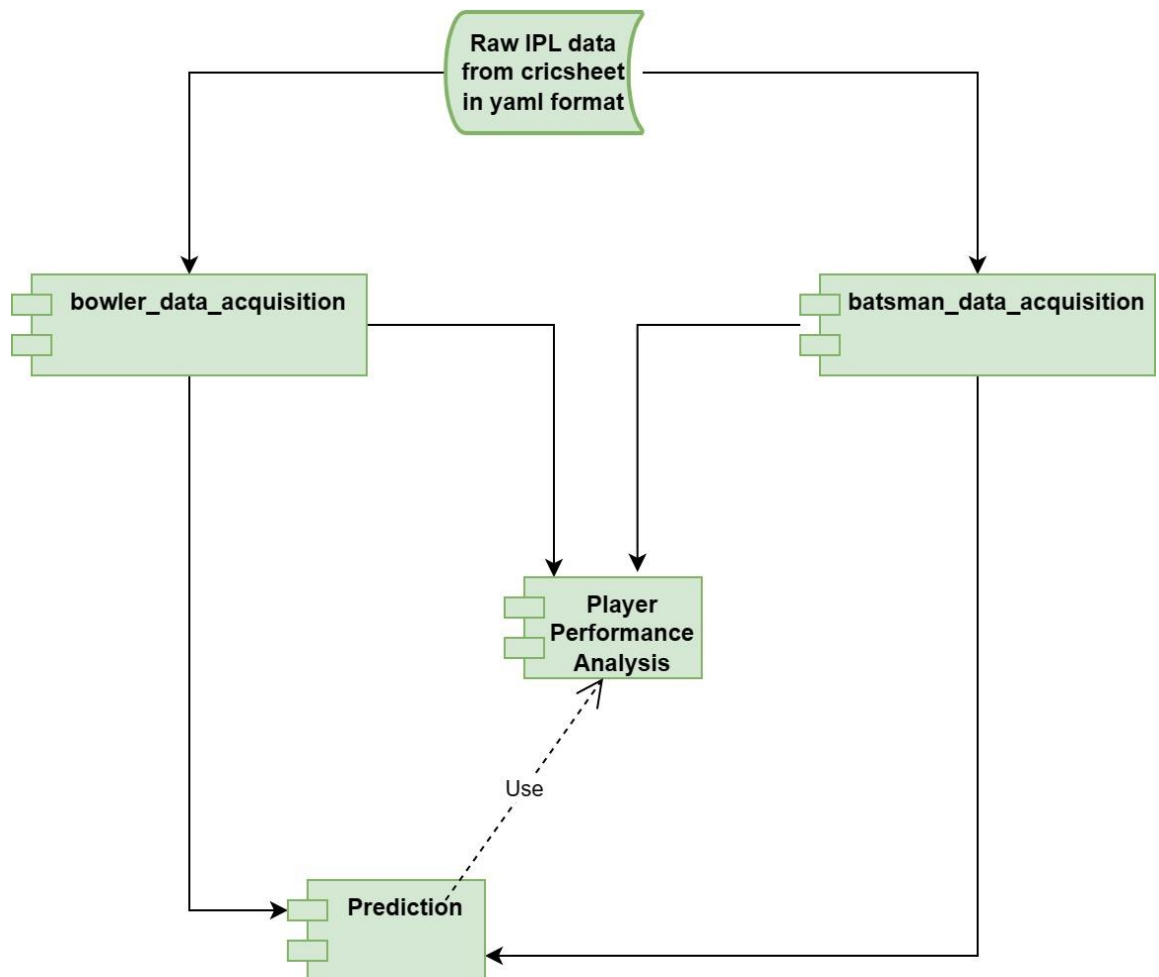 Raw IPL data
from cricsheet
in yaml format
bowler_data_acquisition
batsman_data_acquisition
Player
Performance
Analysis
Use
Prediction